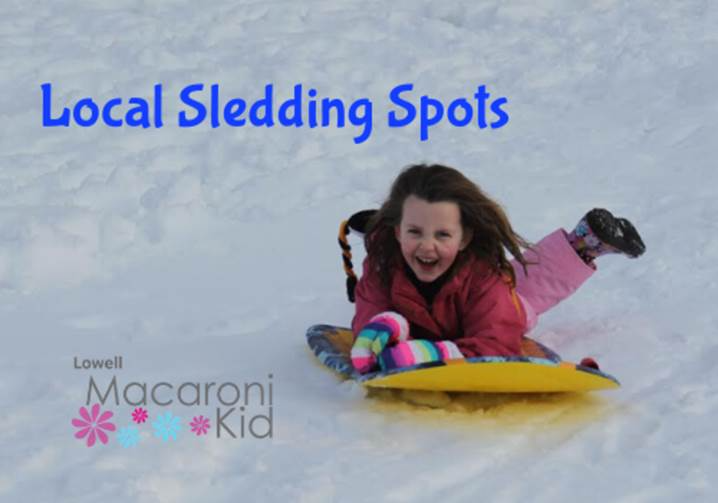 Local Sledding Spots
Lowell
Macaroni
Kid